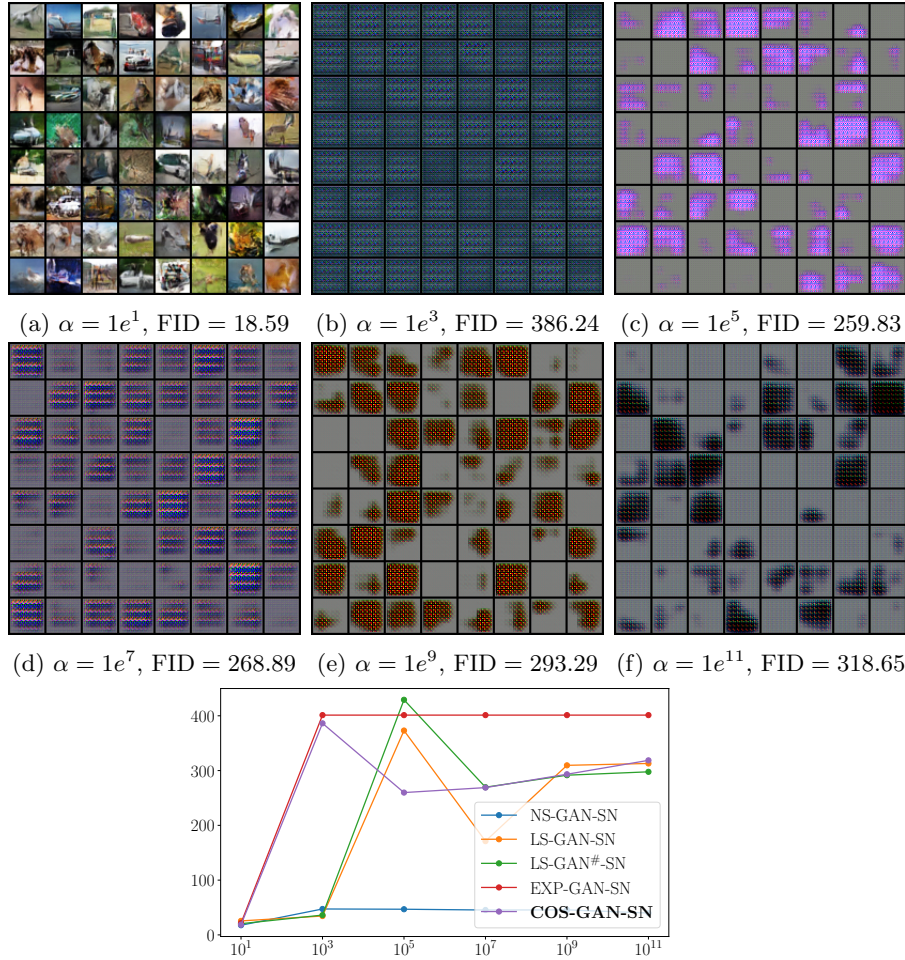 (a) α = 1e¹, FID = 18.59
(b) α = 1e³, FID = 386.24
(c) α = 1e⁵, FID = 259.83
(d) α = 1e⁷, FID = 268.89
(e) α = 1e⁹, FID = 293.29
(f) α = 1e¹¹, FID = 318.65
400
300
200
100
0
NS-GAN-SN
LS-GAN-SN
LS-GAN#-SN
EXP-GAN-SN
COS-GAN-SN
10¹ 10³ 10⁵ 10⁷ 10⁹ 10¹¹